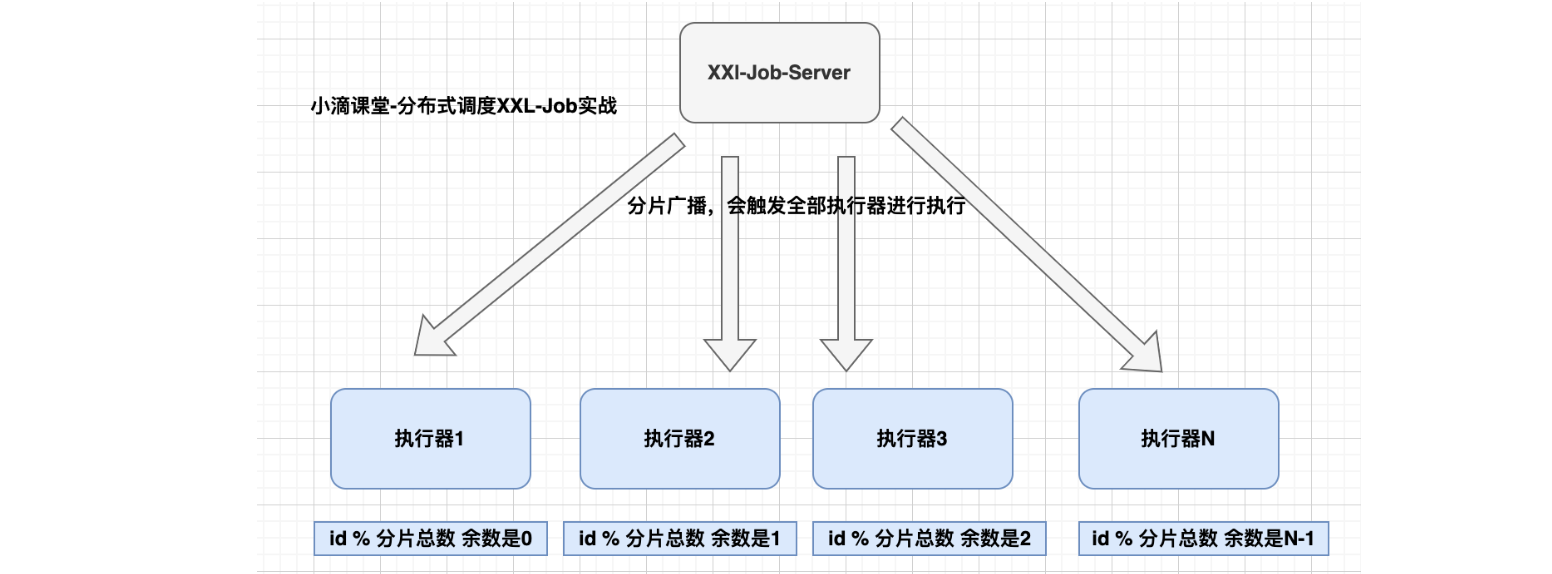 XXl-Job-Server
小滴课堂-分布式调度XXL-Job实战
分片广播，会触发全部执行器进行执行
执行器1
执行器2
执行器3
执行器N
id % 分片总数 余数是0
id % 分片总数 余数是1
id % 分片总数 余数是2
id % 分片总数 余数是N-1